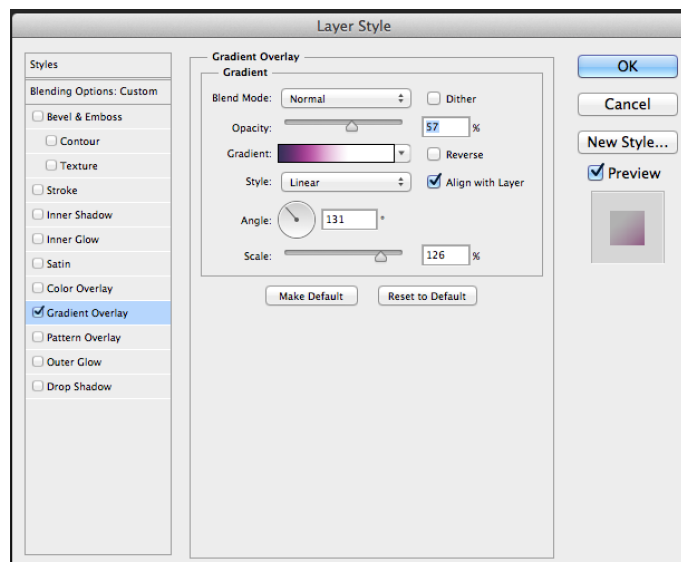 Layer Style
Styles
Blending Options: Custom
Bevel & Emboss
Contour
Texture
Stroke
Inner Shadow
Inner Glow
Satin
Color Overlay
Gradient Overlay
Pattern Overlay
Outer Glow
Drop Shadow
Gradient Overlay
Gradient
Blend Mode: Normal Dither
Opacity: 57 %
Gradient: Reverse
Style: Linear Align with Layer
Angle: 131 °
Scale: 126 %
Make Default Reset to Default
OK
Cancel
New Style...
Preview